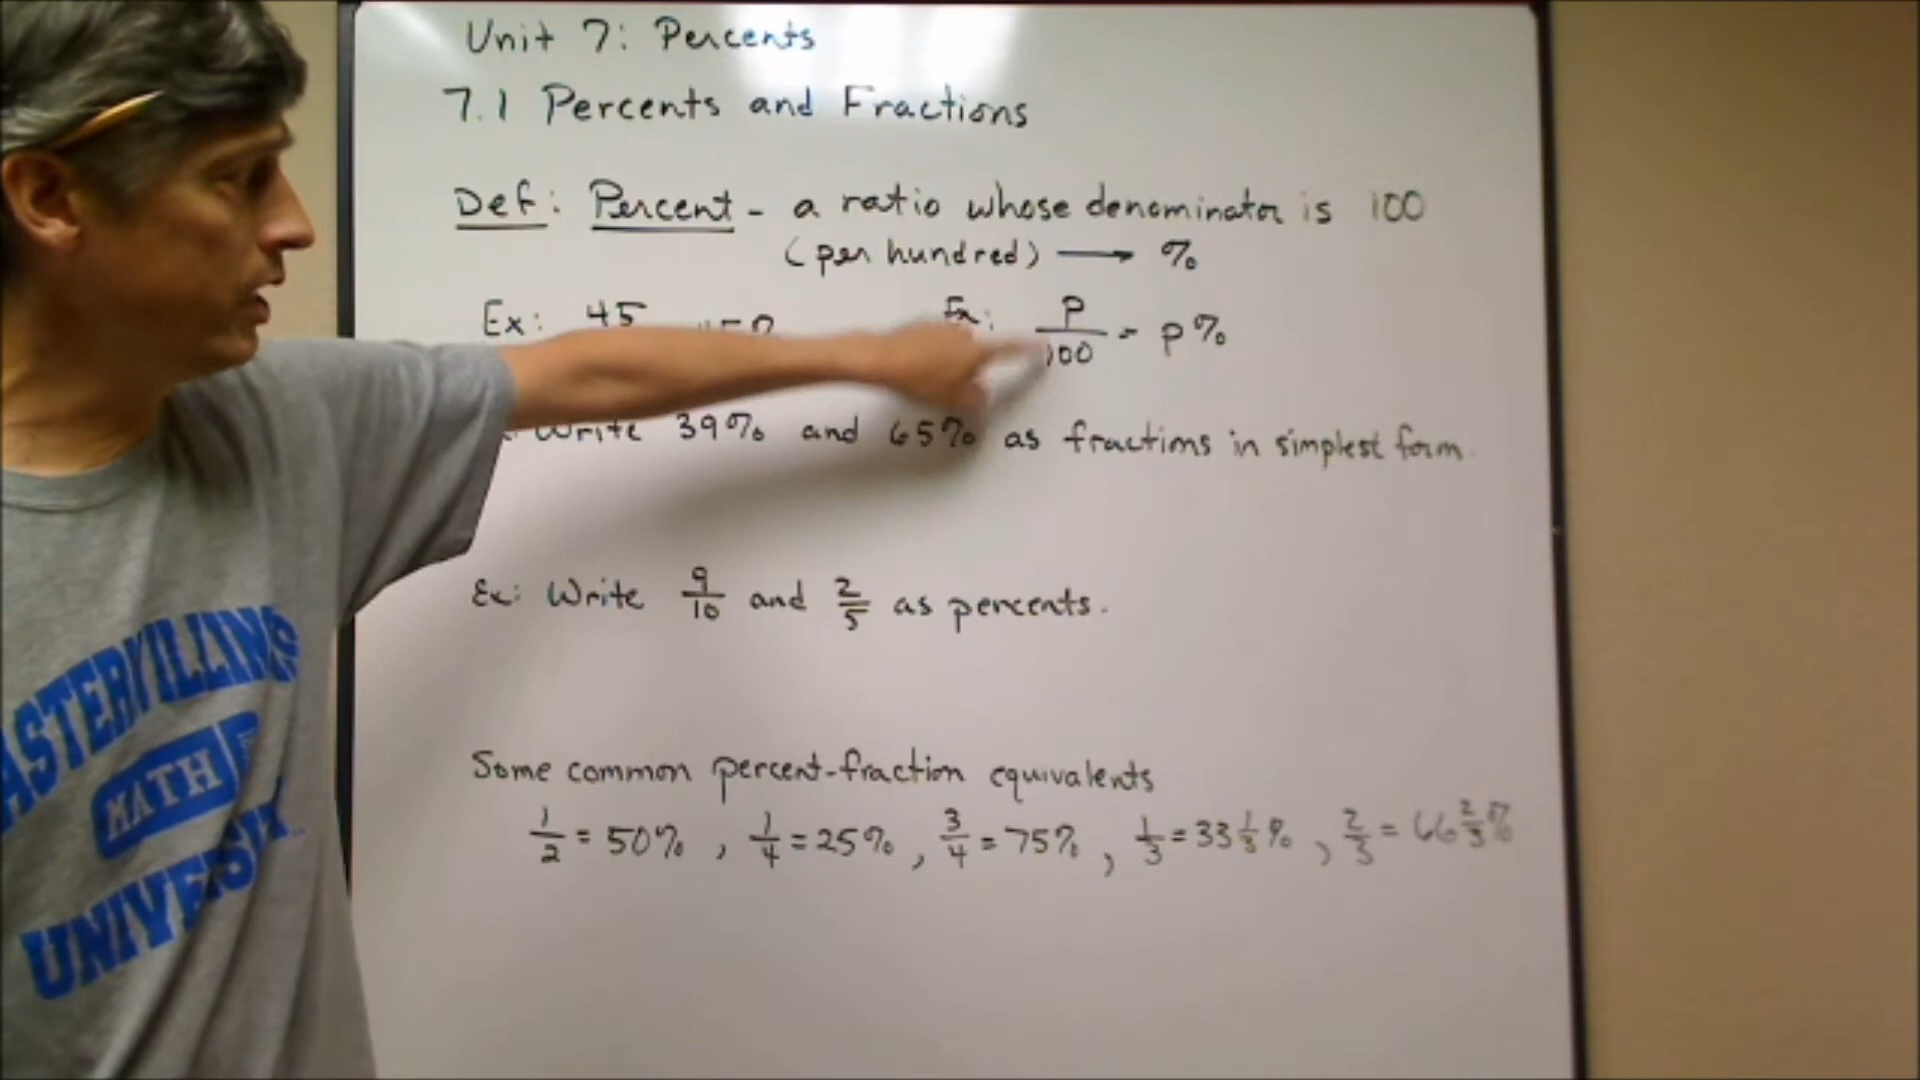 Unit 7: Percents
7.1 Percents and Fractions
Def: Percent - a ratio whose denominator is 100
(per hundred) → %
Ex: 45
Ex: p/100 = p%
Write 39% and 65% as fractions in simplest form.
Ex: Write 9/10 and 2/5 as percents.
Some common percent-fraction equivalents
1/2 = 50%, 1/4 = 25%, 3/4 = 75%, 1/3 = 33 1/3%, 2/3 = 66 2/3%
MATH
UNIVERSIT